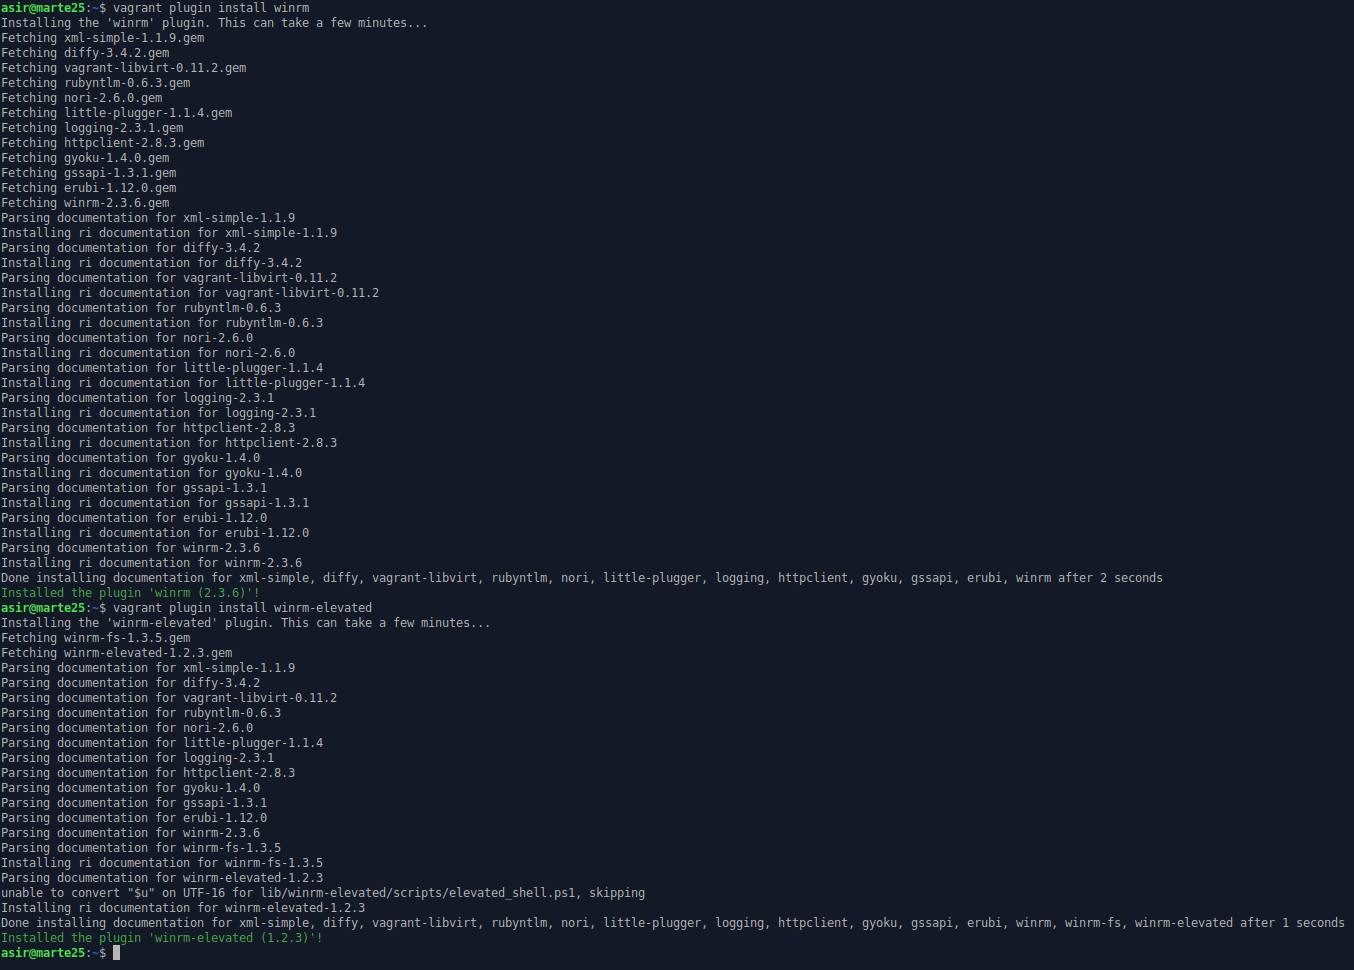 asir@marte25:~$ vagrant plugin install winrm
Installing the 'winrm' plugin. This can take a few minutes...
Fetching xml-simple-1.1.9.gem
Fetching diffy-3.4.2.gem
Fetching vagrant-libvirt-0.11.2.gem
Fetching rubyntlm-0.6.3.gem
Fetching nori-2.6.0.gem
Fetching little-plugger-1.1.4.gem
Fetching logging-2.3.1.gem
Fetching httpclient-2.8.3.gem
Fetching gyoku-1.4.0.gem
Fetching gssapi-1.3.1.gem
Fetching erubi-1.12.0.gem
Fetching winrm-2.3.6.gem
Parsing documentation for xml-simple-1.1.9
Installing ri documentation for xml-simple-1.1.9
Parsing documentation for diffy-3.4.2
Installing ri documentation for diffy-3.4.2
Parsing documentation for vagrant-libvirt-0.11.2
Installing ri documentation for vagrant-libvirt-0.11.2
Parsing documentation for rubyntlm-0.6.3
Installing ri documentation for rubyntlm-0.6.3
Parsing documentation for nori-2.6.0
Installing ri documentation for nori-2.6.0
Parsing documentation for little-plugger-1.1.4
Installing ri documentation for little-plugger-1.1.4
Parsing documentation for logging-2.3.1
Installing ri documentation for logging-2.3.1
Parsing documentation for httpclient-2.8.3
Installing ri documentation for httpclient-2.8.3
Parsing documentation for gyoku-1.4.0
Installing ri documentation for gyoku-1.4.0
Parsing documentation for gssapi-1.3.1
Installing ri documentation for gssapi-1.3.1
Parsing documentation for erubi-1.12.0
Installing ri documentation for erubi-1.12.0
Parsing documentation for winrm-2.3.6
Installing ri documentation for winrm-2.3.6
Done installing documentation for xml-simple, diffy, vagrant-libvirt, rubyntlm, nori, little-plugger, logging, httpclient, gyoku, gssapi, erubi, winrm after 2 seconds
Installed the plugin 'winrm (2.3.6)'!
asir@marte25:~$ vagrant plugin install winrm-elevated
Installing the 'winrm-elevated' plugin. This can take a few minutes...
Fetching winrm-fs-1.3.5.gem
Fetching winrm-elevated-1.2.3.gem
Parsing documentation for xml-simple-1.1.9
Parsing documentation for diffy-3.4.2
Parsing documentation for vagrant-libvirt-0.11.2
Parsing documentation for rubyntlm-0.6.3
Parsing documentation for nori-2.6.0
Parsing documentation for little-plugger-1.1.4
Parsing documentation for logging-2.3.1
Parsing documentation for httpclient-2.8.3
Parsing documentation for gyoku-1.4.0
Parsing documentation for gssapi-1.3.1
Parsing documentation for erubi-1.12.0
Parsing documentation for winrm-2.3.6
Parsing documentation for winrm-fs-1.3.5
Installing ri documentation for winrm-fs-1.3.5
Parsing documentation for winrm-elevated-1.2.3
unable to convert "$u" on UTF-16 for lib/winrm-elevated/scripts/elevated_shell.ps1, skipping
Installing ri documentation for winrm-elevated-1.2.3
Done installing documentation for xml-simple, diffy, vagrant-libvirt, rubyntlm, nori, little-plugger, logging, httpclient, gyoku, gssapi, erubi, winrm, winrm-fs, winrm-elevated after 1 seconds
Installed the plugin 'winrm-elevated (1.2.3)'!
asir@marte25:~$